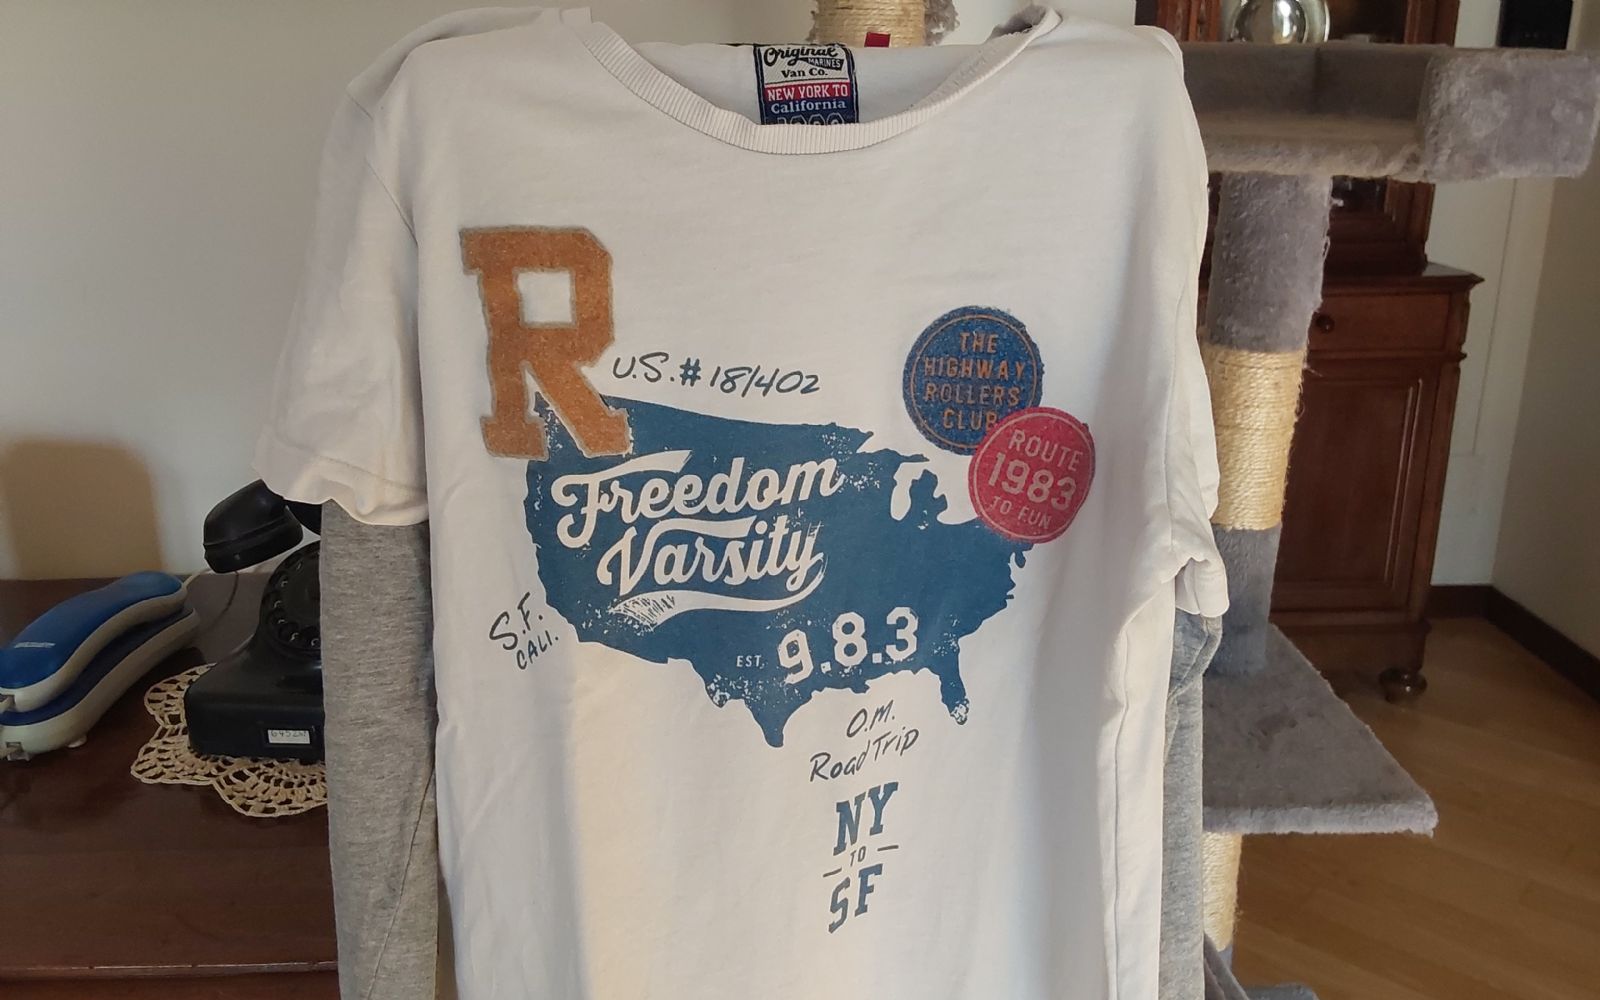 Original
MARINES
Van Co.
NEW YORK TO
California
R
U.S. # 18/402
THE
HIGHWAY
ROLLERS
CLUB
ROUTE
1983
TO FUN
Freedom
Varsity
S.F.
CALI.
EST. 9.8.3
O.M.
Road Trip
NY
TO
SF